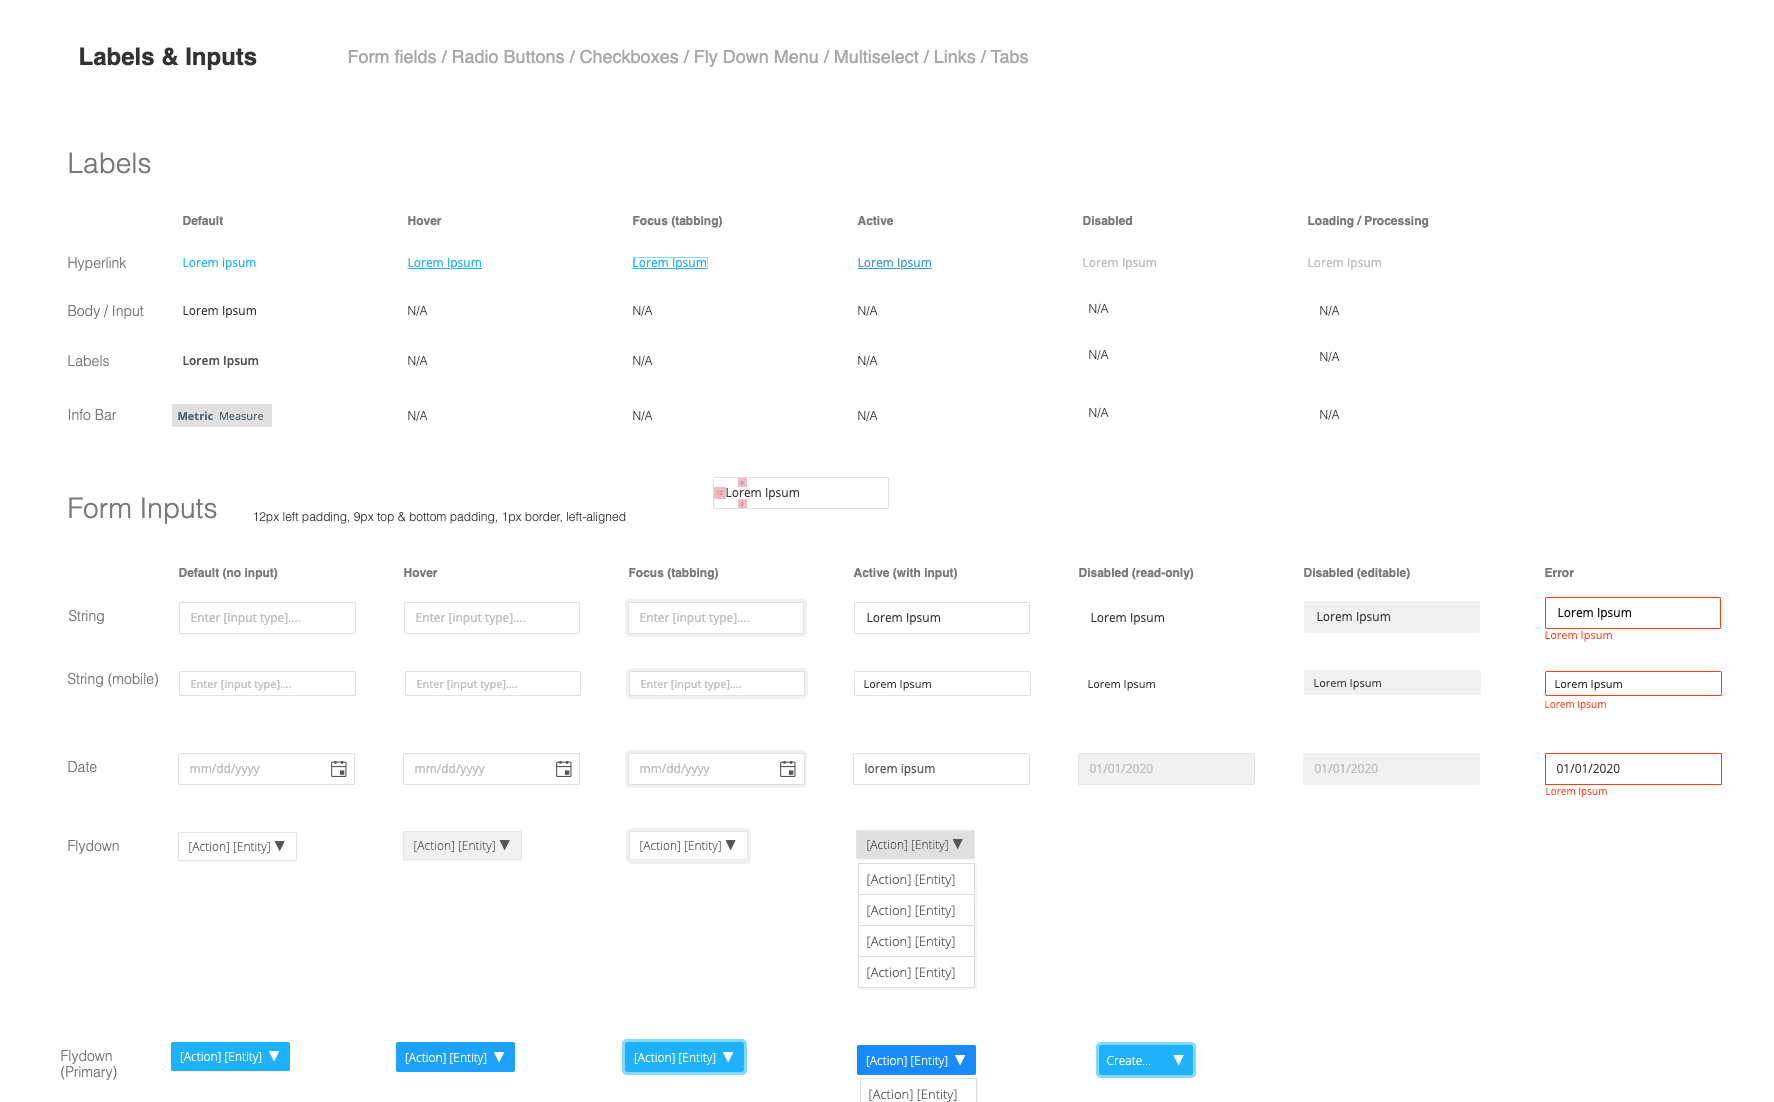 Labels & Inputs
Form fields / Radio Buttons / Checkboxes / Fly Down Menu / Multiselect / Links / Tabs
Labels
Default Hover Focus (tabbing) Active Disabled Loading / Processing
Hyperlink Lorem ipsum Lorem Ipsum Lorem Ipsum Lorem Ipsum Lorem Ipsum Lorem Ipsum
Body / Input Lorem Ipsum N/A N/A N/A N/A N/A
Labels Lorem Ipsum N/A N/A N/A N/A N/A
Info Bar Metric Measure N/A N/A N/A N/A N/A
Form Inputs
12px left padding, 9px top & bottom padding, 1px border, left-aligned
Lorem Ipsum
Default (no input) Hover Focus (tabbing) Active (with input) Disabled (read-only) Disabled (editable) Error
String Enter [input type].... Enter [input type].... Enter [input type].... Lorem Ipsum Lorem Ipsum Lorem Ipsum Lorem Ipsum
Lorem Ipsum
String (mobile) Enter [input type].... Enter [input type].... Enter [input type].... Lorem Ipsum Lorem Ipsum Lorem Ipsum Lorem Ipsum
Lorem Ipsum
Date mm/dd/yyyy mm/dd/yyyy mm/dd/yyyy lorem ipsum 01/01/2020 01/01/2020 01/01/2020
Lorem Ipsum
Flydown [Action] [Entity] [Action] [Entity] [Action] [Entity] [Action] [Entity]
[Action] [Entity]
[Action] [Entity]
[Action] [Entity]
[Action] [Entity]
Flydown
(Primary)
[Action] [Entity] [Action] [Entity] [Action] [Entity] [Action] [Entity] Create...
[Action] [Entity]